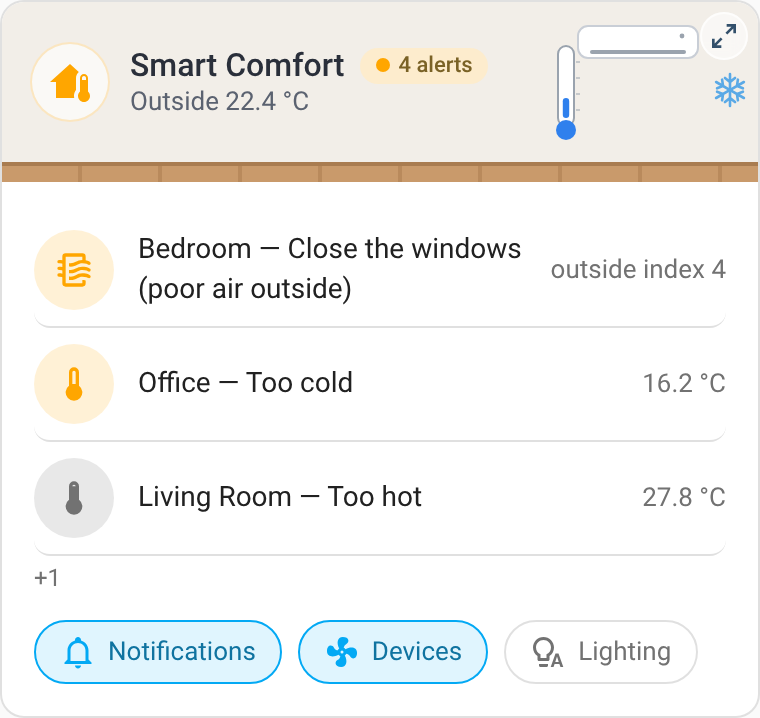 Smart Comfort
4 alerts
Outside 22.4 °C
Bedroom — Close the windows
(poor air outside)
outside index 4
Office — Too cold
16.2 °C
Living Room — Too hot
27.8 °C
+1
Notifications
Devices
A
Lighting